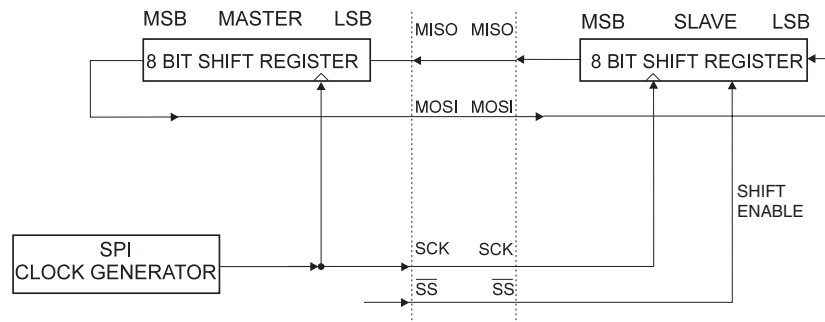 MSB MASTER LSB
MISO MISO
MSB SLAVE LSB
8 BIT SHIFT REGISTER
8 BIT SHIFT REGISTER
MOSI MOSI
SHIFT
ENABLE
SPI
CLOCK GENERATOR
SCK SCK
SS SS